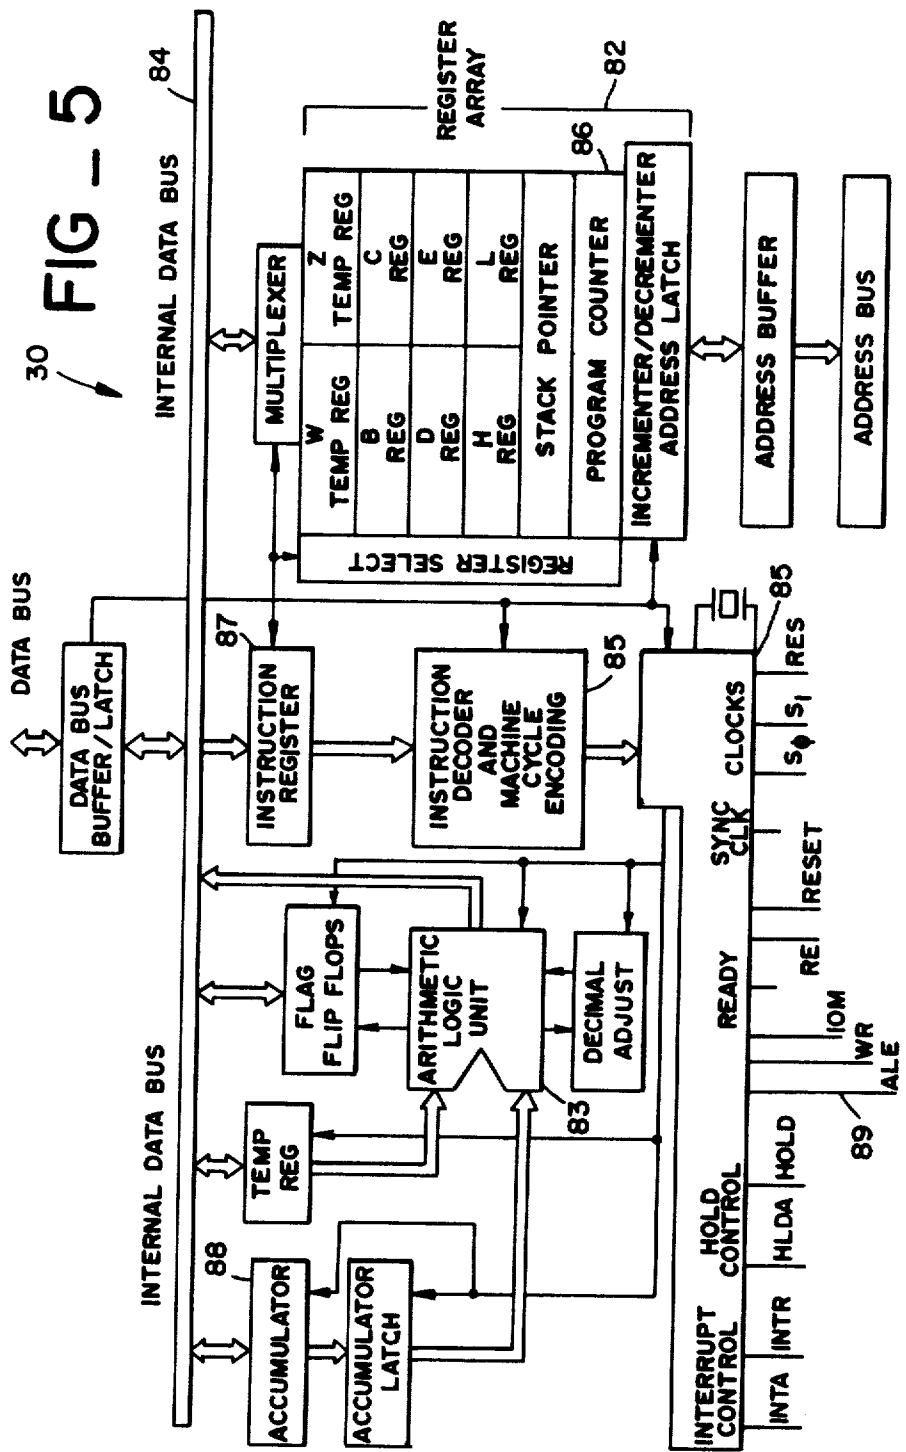 FIG_5
30
DATA BUS
DATA BUS
BUFFER/LATCH
INTERNAL DATA BUS
INTERNAL DATA BUS
84
88
ACCUMULATOR
ACCUMULATOR
LATCH
TEMP
REG
FLAG
FLIP FLOPS
ARITHMETIC
LOGIC
UNIT
83
DECIMAL
ADJUST
87
INSTRUCTION
REGISTER
INSTRUCTION
DECODER
AND
MACHINE
CYCLE
ENCODING
85
MULTIPLEXER
REGISTER SELECT
W
TEMP REG
Z
TEMP REG
B
REG
C
REG
D
REG
E
REG
H
REG
L
REG
STACK POINTER
PROGRAM COUNTER
86
INCREMENTER/DECREMENTER
ADDRESS LATCH
REGISTER
ARRAY
82
ADDRESS BUFFER
ADDRESS BUS
INTERRUPT
CONTROL
HOLD
CONTROL
READY
SYNC
CLK
CLOCKS
85
INTA
INTR
HLDA
HOLD
89
ALE
WR
IOM
RE
RESET
Sϕ
S1
RES